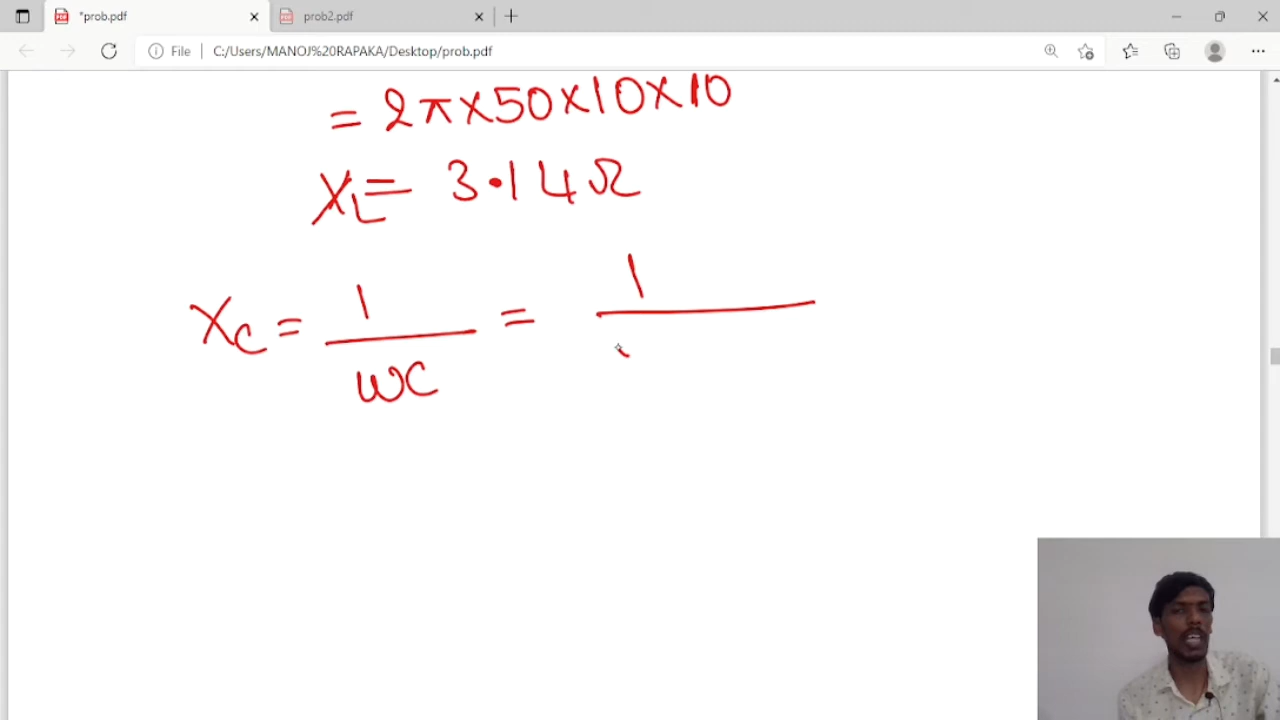 *prob.pdf
prob2.pdf
File C:/Users/MANOJ%20RAPAKA/Desktop/prob.pdf
= 2π×50×10×10
XL= 3.14Ω
XC = 1/ωC = 1/